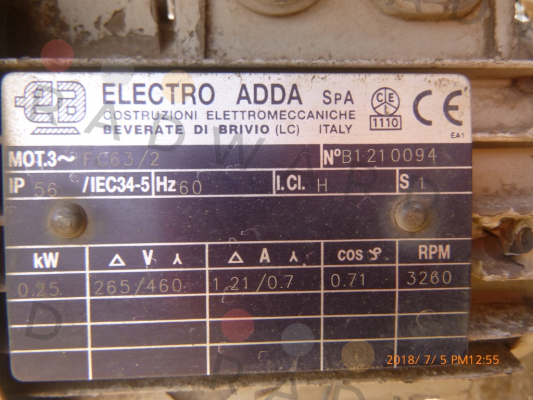 ELECTRO ADDA SpA
COSTRUZIONI ELETTROMECCANICHE
BEVERATE DI BRIVIO (LC) ITALY
CE
1110
CE
EA1
MOT.3~ FC63/2 NºB1210094
IP 56 /IEC34-5 Hz 60 I.Cl. H S 1
kW Δ V ⅄ Δ A ⅄ cos φ RPM
0.25 265/460 1.21/0.7 0.71 3260
2018/ 7/ 5 PM12:55